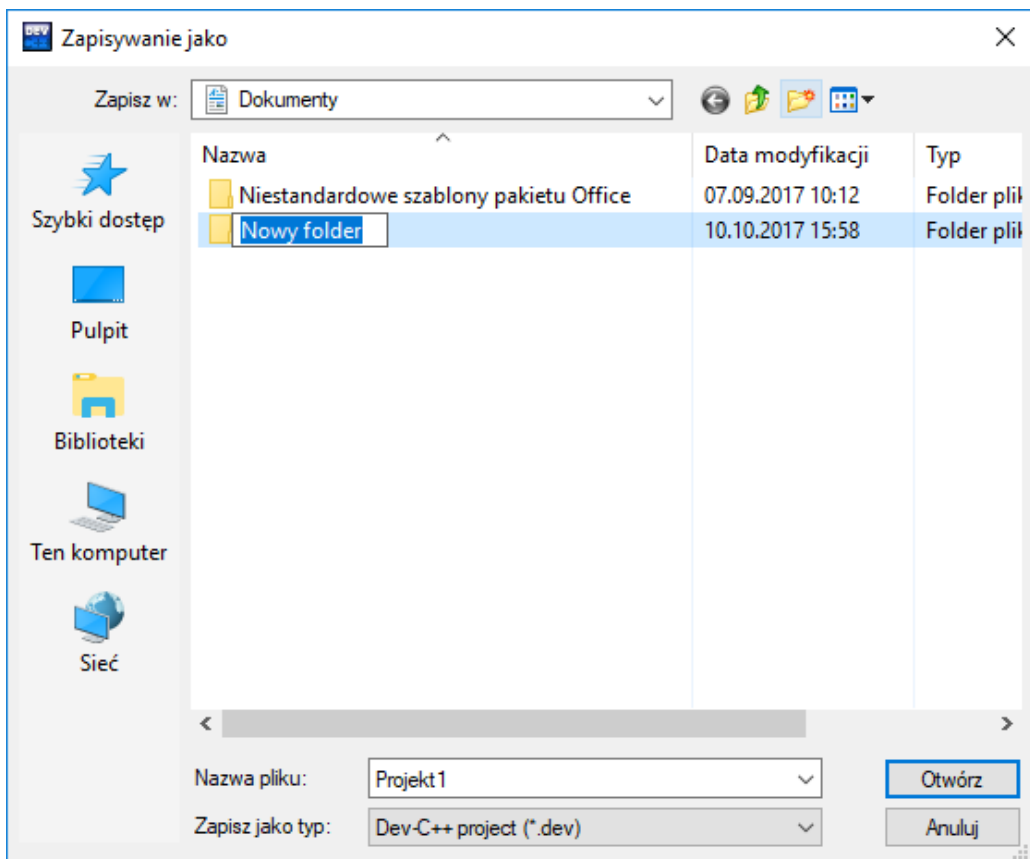 DEV
Zapisywanie jako
Zapisz w: Dokumenty
Nazwa Data modyfikacji Typ
Niestandardowe szablony pakietu Office 07.09.2017 10:12 Folder plik
Nowy folder 10.10.2017 15:58 Folder plik
Szybki dostęp
Pulpit
Biblioteki
Ten komputer
Sieć
Nazwa pliku: Projekt1 Otwórz
Zapisz jako typ: Dev-C++ project (*.dev) Anuluj